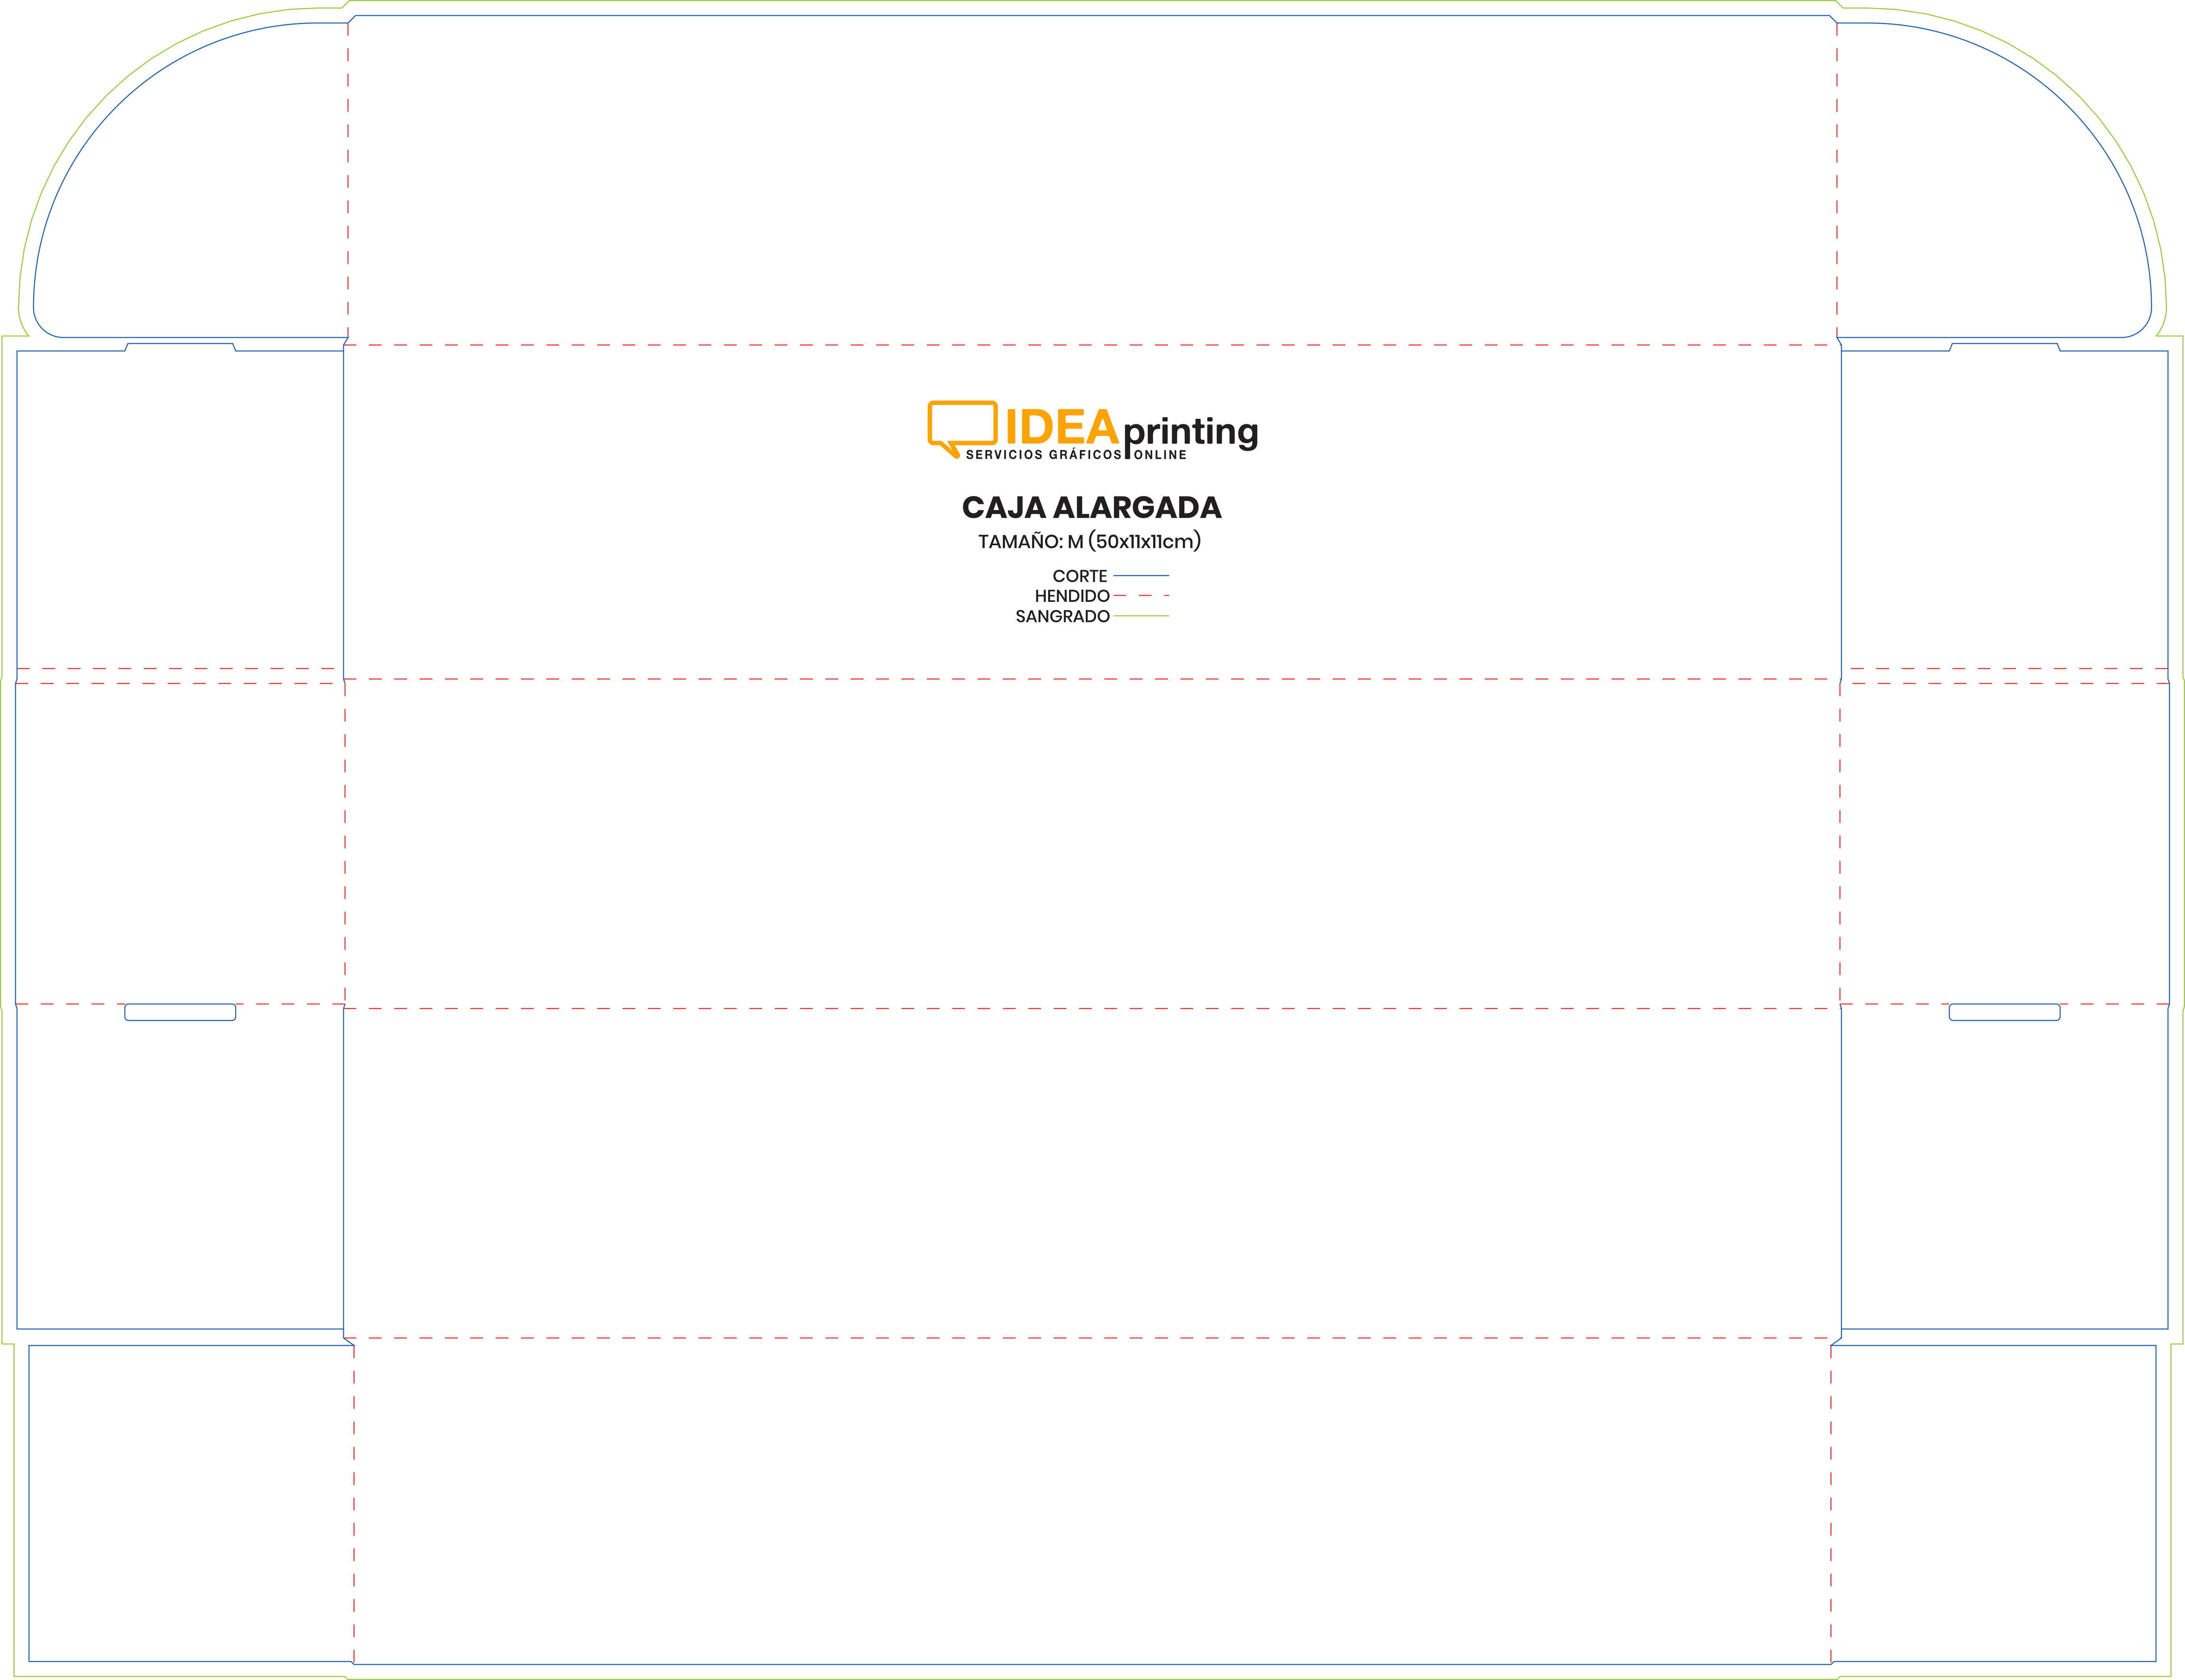 IDEAprinting
SERVICIOS GRÁFICOS ONLINE
CAJA ALARGADA
TAMAÑO: M (50x11x11cm)
CORTE
HENDIDO
SANGRADO